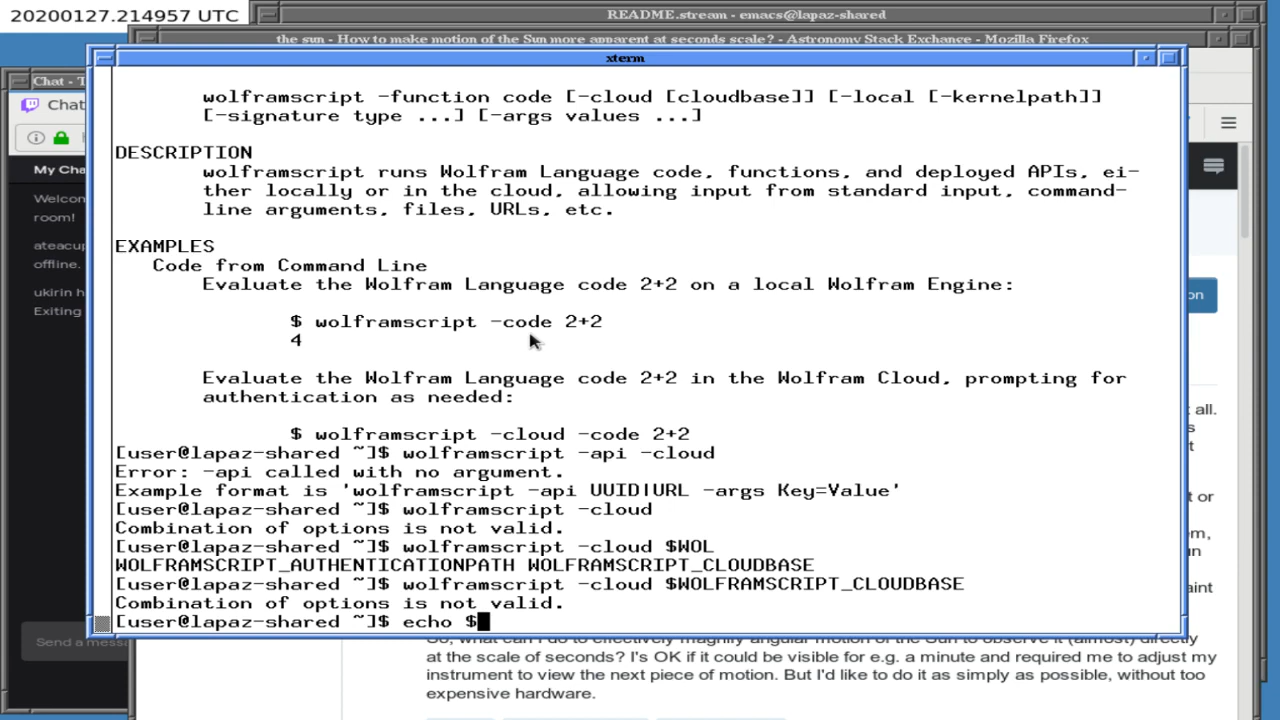 20200127.214957 UTC
README.stream - emacs@lapaz-shared
the sun - How to make motion of the Sun more apparent at seconds scale? - Astronomy Stack Exchange - Mozilla Firefox
Chat - T
xterm
Chat
My Cha
Welcom
room!
ateacup
offline.
ukirin h
Exiting
Send a messa
wolframscript -function code [-cloud [cloudbase]] [-local [-kernelpath]]
[-signature type ...] [-args values ...]
DESCRIPTION
wolframscript runs Wolfram Language code, functions, and deployed APIs, ei-
ther locally or in the cloud, allowing input from standard input, command-
line arguments, files, URLs, etc.
EXAMPLES
Code from Command Line
Evaluate the Wolfram Language code 2+2 on a local Wolfram Engine:
$ wolframscript -code 2+2
4
Evaluate the Wolfram Language code 2+2 in the Wolfram Cloud, prompting for
authentication as needed:
$ wolframscript -cloud -code 2+2
[user@lapaz-shared ~]$ wolframscript -api -cloud
Error: -api called with no argument.
Example format is 'wolframscript -api UUID|URL -args Key=Value'
[user@lapaz-shared ~]$ wolframscript -cloud
Combination of options is not valid.
[user@lapaz-shared ~]$ wolframscript -cloud $WOL
WOLFRAMSCRIPT_AUTHENTICATIONPATH WOLFRAMSCRIPT_CLOUDBASE
[user@lapaz-shared ~]$ wolframscript -cloud $WOLFRAMSCRIPT_CLOUDBASE
Combination of options is not valid.
[user@lapaz-shared ~]$ echo $
on
all.
t or
em,
aint
at the scale of seconds? I's OK if it could be visible for e.g. a minute and required me to adjust my
instrument to view the next piece of motion. But I'd like to do it as simply as possible, without too
expensive hardware.